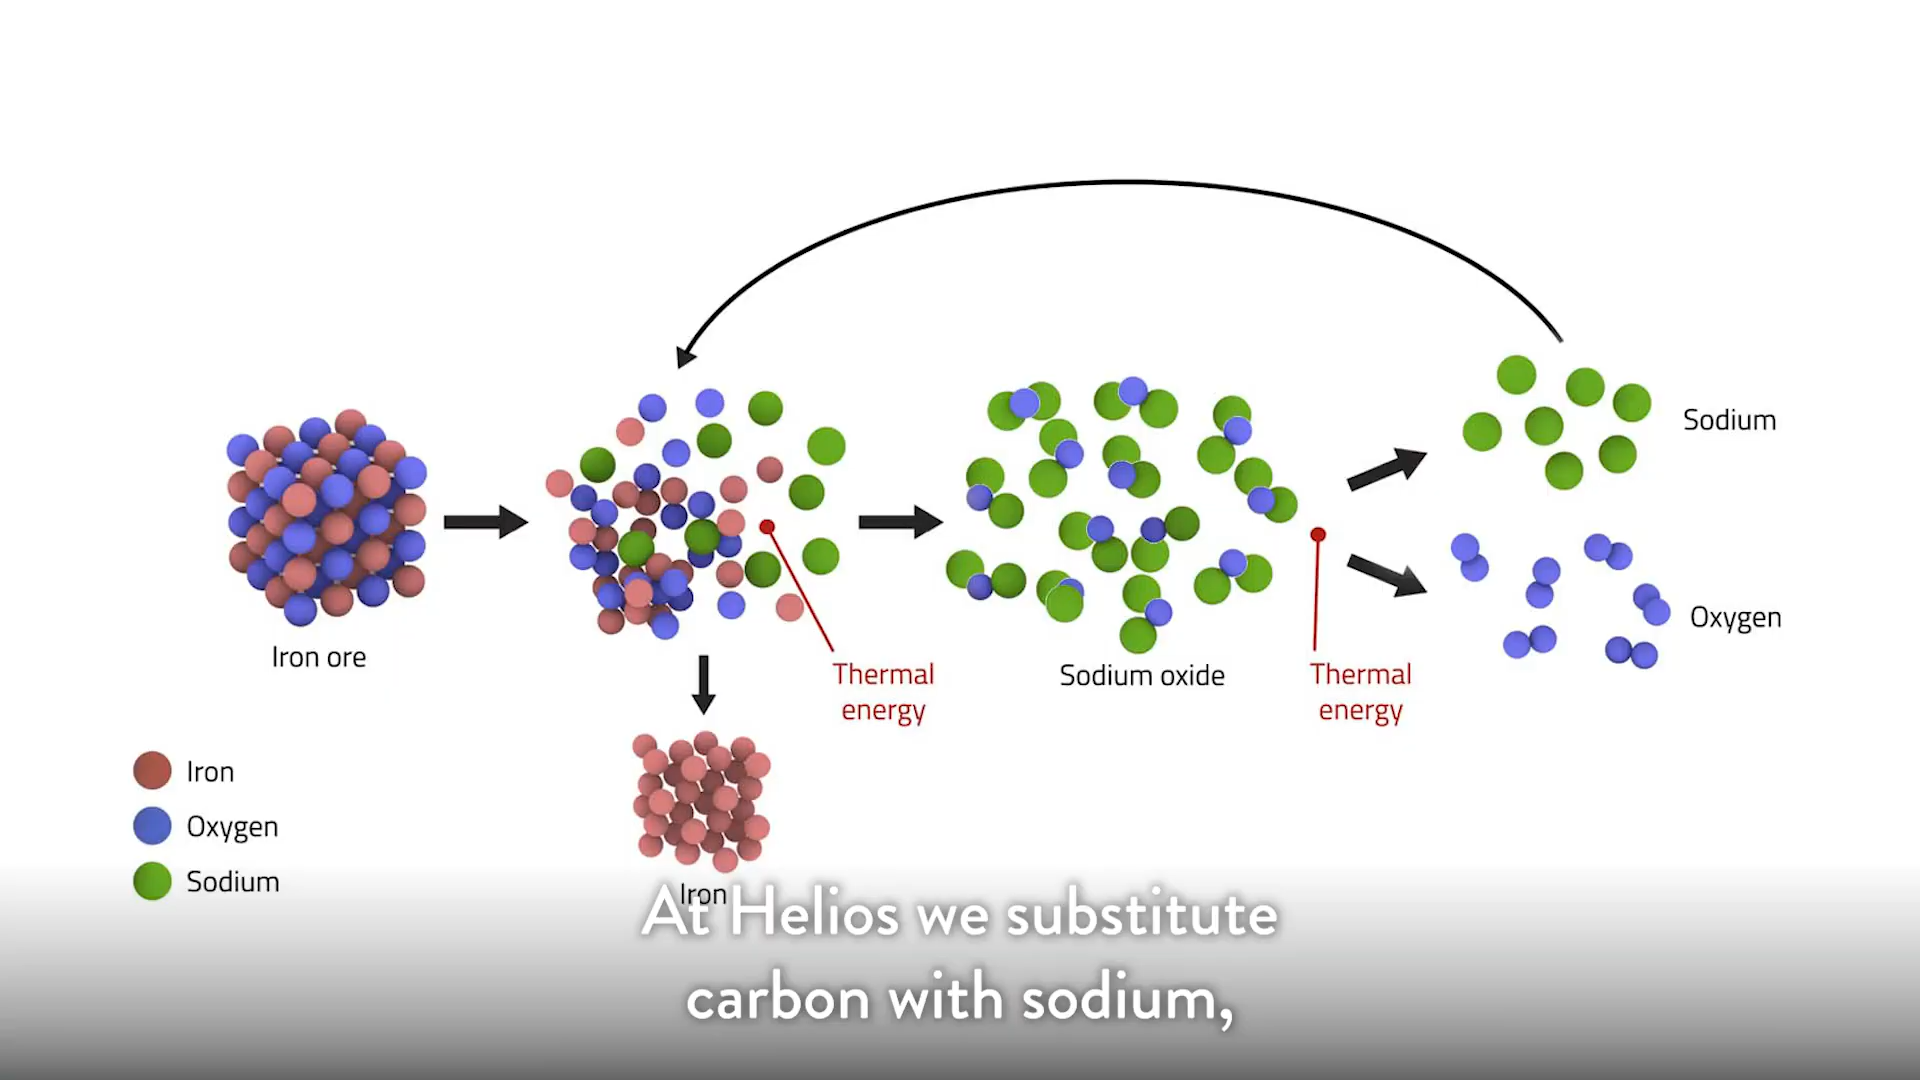 Sodium
Oxygen
Iron ore
Thermal
energy
Sodium oxide
Thermal
energy
Iron
Oxygen
Sodium
Iron
At Helios we substitute
carbon with sodium,